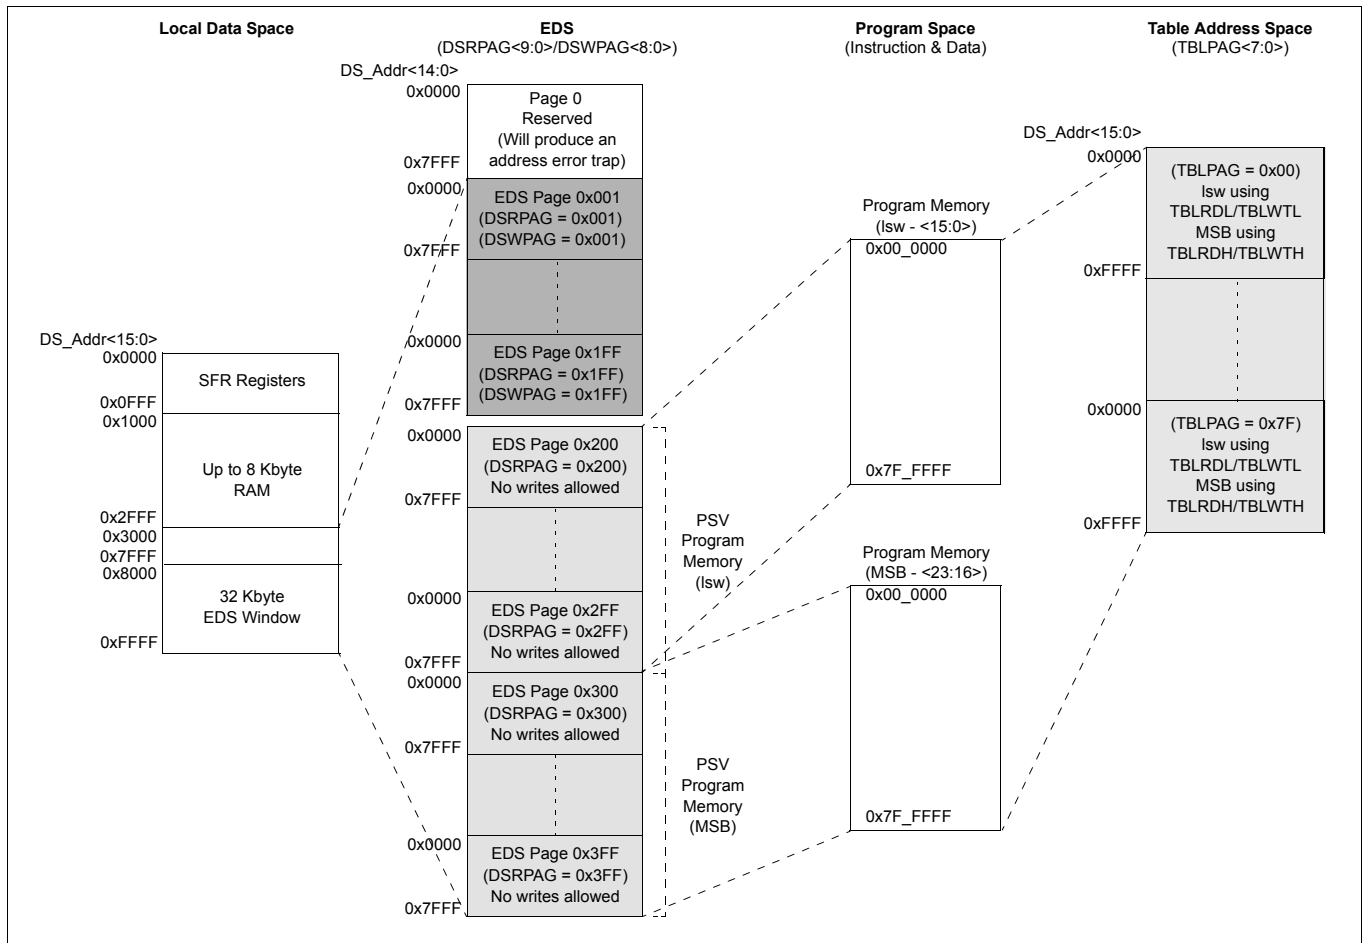 Local Data Space
EDS
(DSRPAG<9:0>/DSWPAG<8:0>)
Program Space
(Instruction & Data)
Table Address Space
(TBLPAG<7:0>)
DS_Addr<15:0>
0x0000
SFR Registers
0x0FFF
0x1000
Up to 8 Kbyte
RAM
0x2FFF
0x3000
0x7FFF
0x8000
32 Kbyte
EDS Window
0xFFFF
DS_Addr<14:0>
0x0000
Page 0
Reserved
(Will produce an
address error trap)
0x7FFF
0x0000
EDS Page 0x001
(DSRPAG = 0x001)
(DSWPAG = 0x001)
0x7FFF
0x0000
EDS Page 0x1FF
(DSRPAG = 0x1FF)
(DSWPAG = 0x1FF)
0x7FFF
0x0000
EDS Page 0x200
(DSRPAG = 0x200)
No writes allowed
0x7FFF
PSV
Program
Memory
(lsw)
0x0000
EDS Page 0x2FF
(DSRPAG = 0x2FF)
No writes allowed
0x7FFF
0x0000
EDS Page 0x300
(DSRPAG = 0x300)
No writes allowed
0x7FFF
PSV
Program
Memory
(MSB)
0x0000
EDS Page 0x3FF
(DSRPAG = 0x3FF)
No writes allowed
0x7FFF
Program Memory
(lsw - <15:0>)
0x00_0000
0x7F_FFFF
Program Memory
(MSB - <23:16>)
0x00_0000
0x7F_FFFF
DS_Addr<15:0>
0x0000
(TBLPAG = 0x00)
lsw using
TBLRDL/TBLWTL
MSB using
TBLRDH/TBLWTH
0xFFFF
0x0000
(TBLPAG = 0x7F)
lsw using
TBLRDL/TBLWTL
MSB using
TBLRDH/TBLWTH
0xFFFF